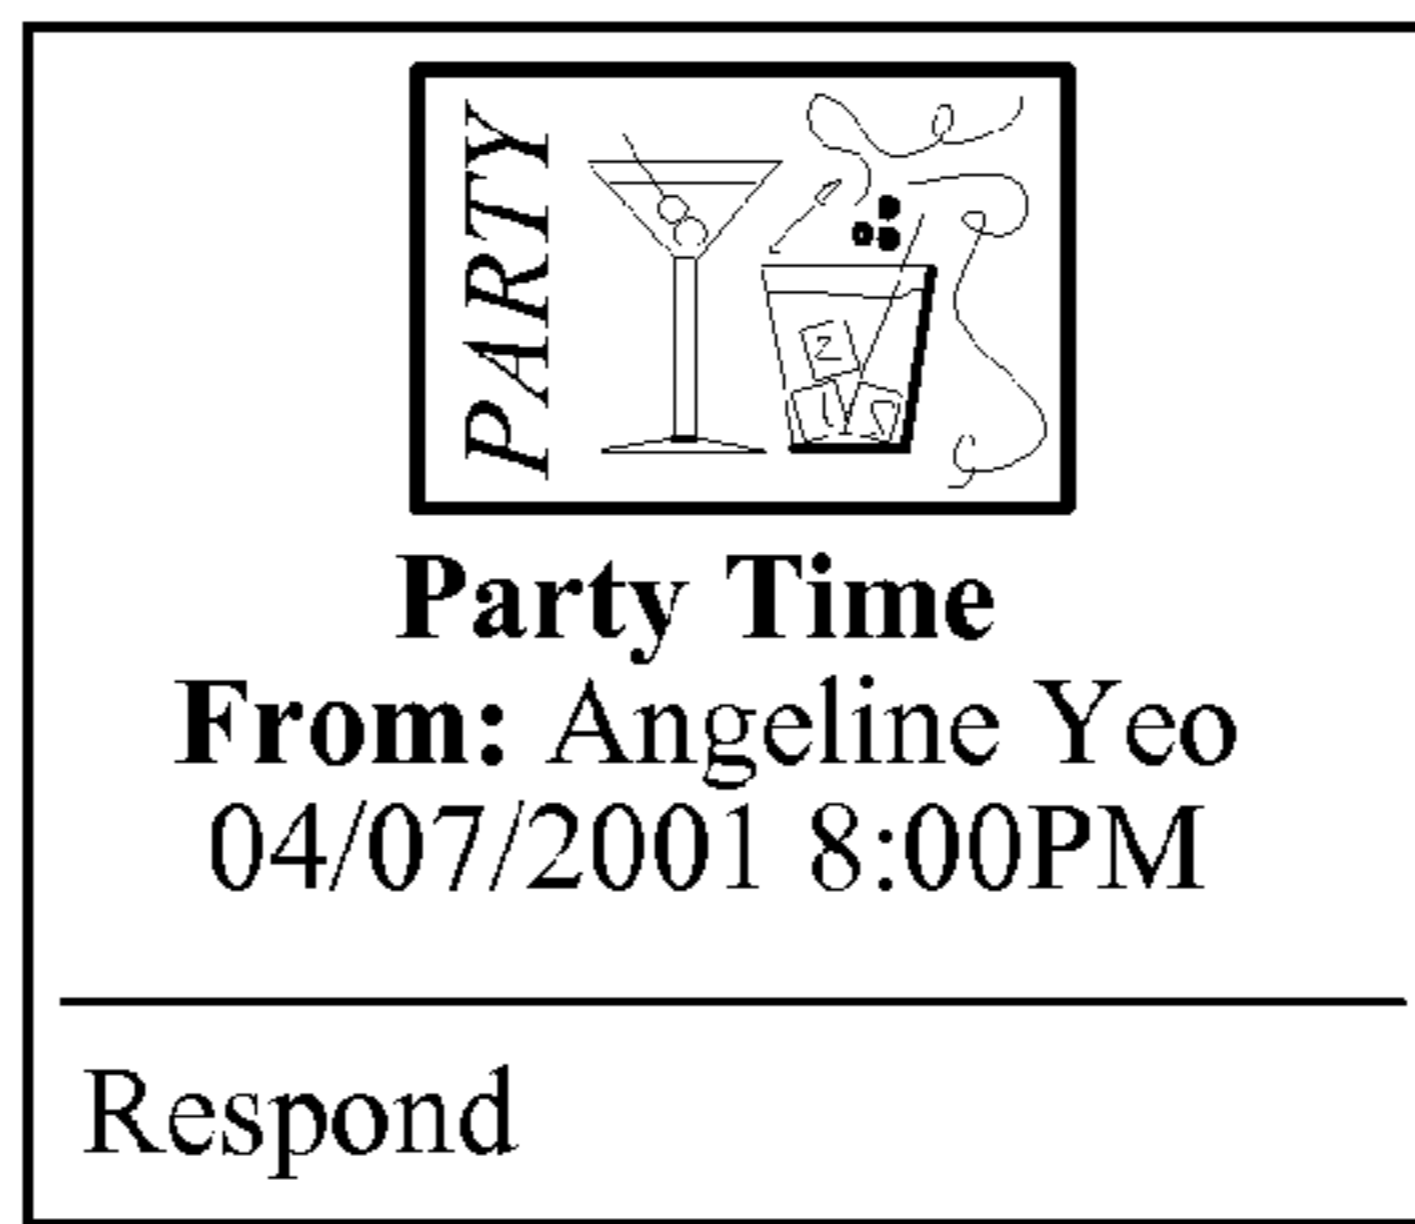 PARTY
Party Time
From: Angeline Yeo
04/07/2001 8:00PM
Respond